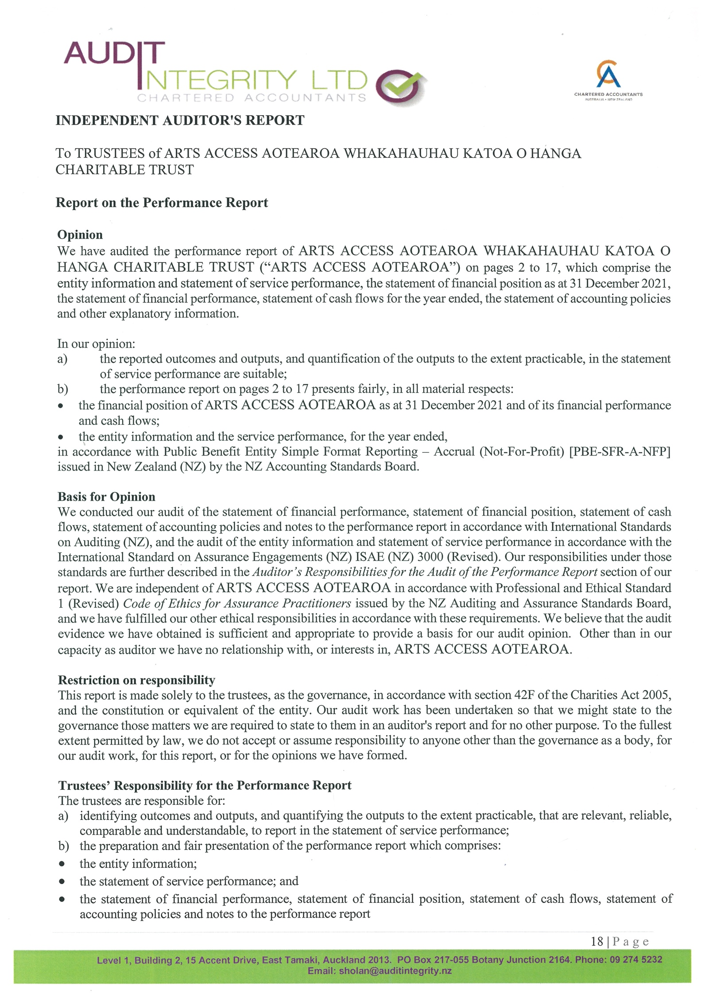 AUDIT
INTEGRITY LTD
CHARTERED ACCOUNTANTS
CHARTERED ACCOUNTANTS
AUSTRALIA • NEW ZEALAND
INDEPENDENT AUDITOR'S REPORT
To TRUSTEES of ARTS ACCESS AOTEAROA WHAKAHAUHAU KATOA O HANGA
CHARITABLE TRUST
Report on the Performance Report
Opinion
We have audited the performance report of ARTS ACCESS AOTEAROA WHAKAHAUHAU KATOA O
HANGA CHARITABLE TRUST (“ARTS ACCESS AOTEAROA”) on pages 2 to 17, which comprise the
entity information and statement of service performance, the statement of financial position as at 31 December 2021,
the statement of financial performance, statement of cash flows for the year ended, the statement of accounting policies
and other explanatory information.
In our opinion:
a) the reported outcomes and outputs, and quantification of the outputs to the extent practicable, in the statement
of service performance are suitable;
b) the performance report on pages 2 to 17 presents fairly, in all material respects:
• the financial position of ARTS ACCESS AOTEAROA as at 31 December 2021 and of its financial performance
and cash flows;
• the entity information and the service performance, for the year ended,
in accordance with Public Benefit Entity Simple Format Reporting – Accrual (Not-For-Profit) [PBE-SFR-A-NFP]
issued in New Zealand (NZ) by the NZ Accounting Standards Board.
Basis for Opinion
We conducted our audit of the statement of financial performance, statement of financial position, statement of cash
flows, statement of accounting policies and notes to the performance report in accordance with International Standards
on Auditing (NZ), and the audit of the entity information and statement of service performance in accordance with the
International Standard on Assurance Engagements (NZ) ISAE (NZ) 3000 (Revised). Our responsibilities under those
standards are further described in the Auditor’s Responsibilities for the Audit of the Performance Report section of our
report. We are independent of ARTS ACCESS AOTEAROA in accordance with Professional and Ethical Standard
1 (Revised) Code of Ethics for Assurance Practitioners issued by the NZ Auditing and Assurance Standards Board,
and we have fulfilled our other ethical responsibilities in accordance with these requirements. We believe that the audit
evidence we have obtained is sufficient and appropriate to provide a basis for our audit opinion. Other than in our
capacity as auditor we have no relationship with, or interests in, ARTS ACCESS AOTEAROA.
Restriction on responsibility
This report is made solely to the trustees, as the governance, in accordance with section 42F of the Charities Act 2005,
and the constitution or equivalent of the entity. Our audit work has been undertaken so that we might state to the
governance those matters we are required to state to them in an auditor's report and for no other purpose. To the fullest
extent permitted by law, we do not accept or assume responsibility to anyone other than the governance as a body, for
our audit work, for this report, or for the opinions we have formed.
Trustees’ Responsibility for the Performance Report
The trustees are responsible for:
a) identifying outcomes and outputs, and quantifying the outputs to the extent practicable, that are relevant, reliable,
comparable and understandable, to report in the statement of service performance;
b) the preparation and fair presentation of the performance report which comprises:
• the entity information;
• the statement of service performance; and
• the statement of financial performance, statement of financial position, statement of cash flows, statement of
accounting policies and notes to the performance report
18 | Page
Level 1, Building 2, 15 Accent Drive, East Tamaki, Auckland 2013. PO Box 217-055 Botany Junction 2164. Phone: 09 274 5232
Email: sholan@auditintegrity.nz